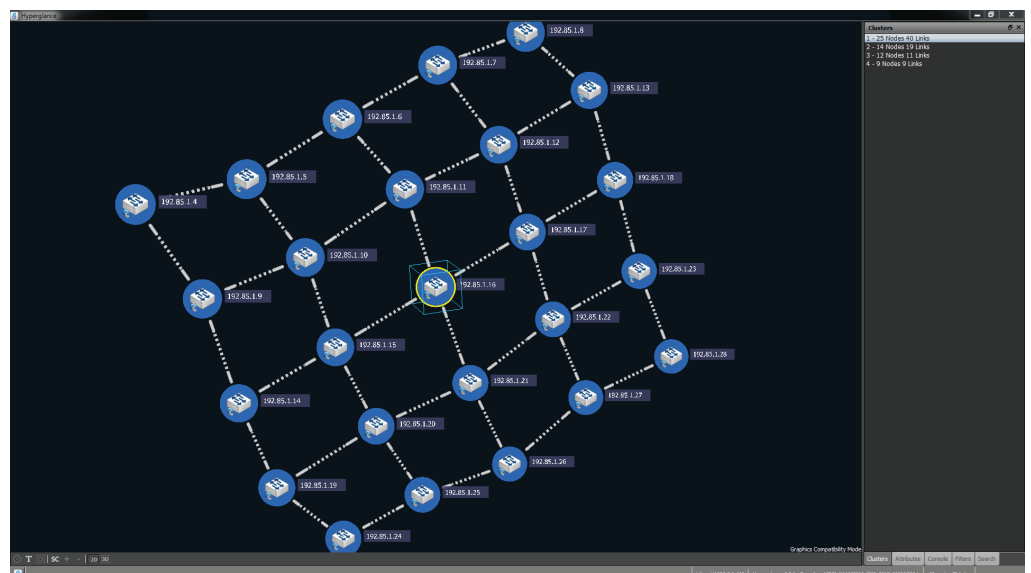 Hyperglance
192.85.1.8
192.85.1.7
192.85.1.13
192.85.1.6
192.85.1.12
192.85.1.5
192.85.1.11
192.85.1.18
192.85.1.4
192.85.1.17
192.85.1.10
192.85.1.23
192.85.1.16
192.85.1.9
192.85.1.22
192.85.1.15
192.85.1.28
192.85.1.21
192.85.1.27
192.85.1.14
192.85.1.20
192.85.1.26
192.85.1.19
192.85.1.25
192.85.1.24
Graphics Compatibility Mode
T SC + - 2D 3D
Clusters
1 - 25 Nodes 40 Links
2 - 14 Nodes 19 Links
3 - 12 Nodes 11 Links
4 - 9 Nodes 9 Links
Clusters Attributes Console Filters Search